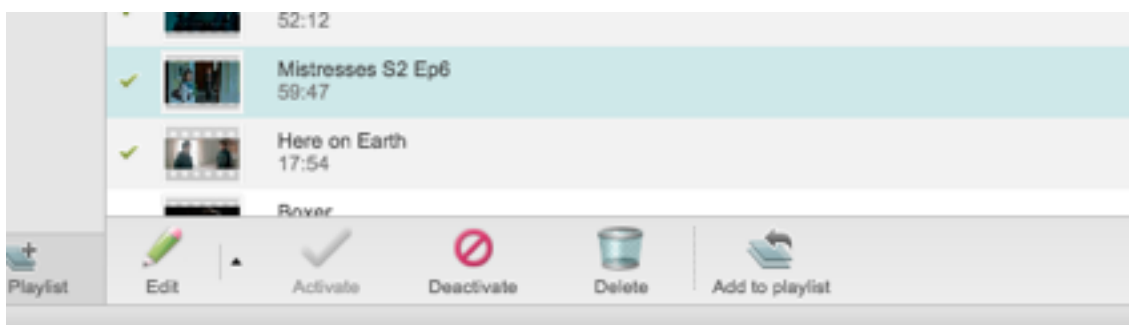 52:12
Mistresses S2 Ep6
59:47
Here on Earth
17:54
Boxer
Playlist
Edit
Activate
Deactivate
Delete
Add to playlist